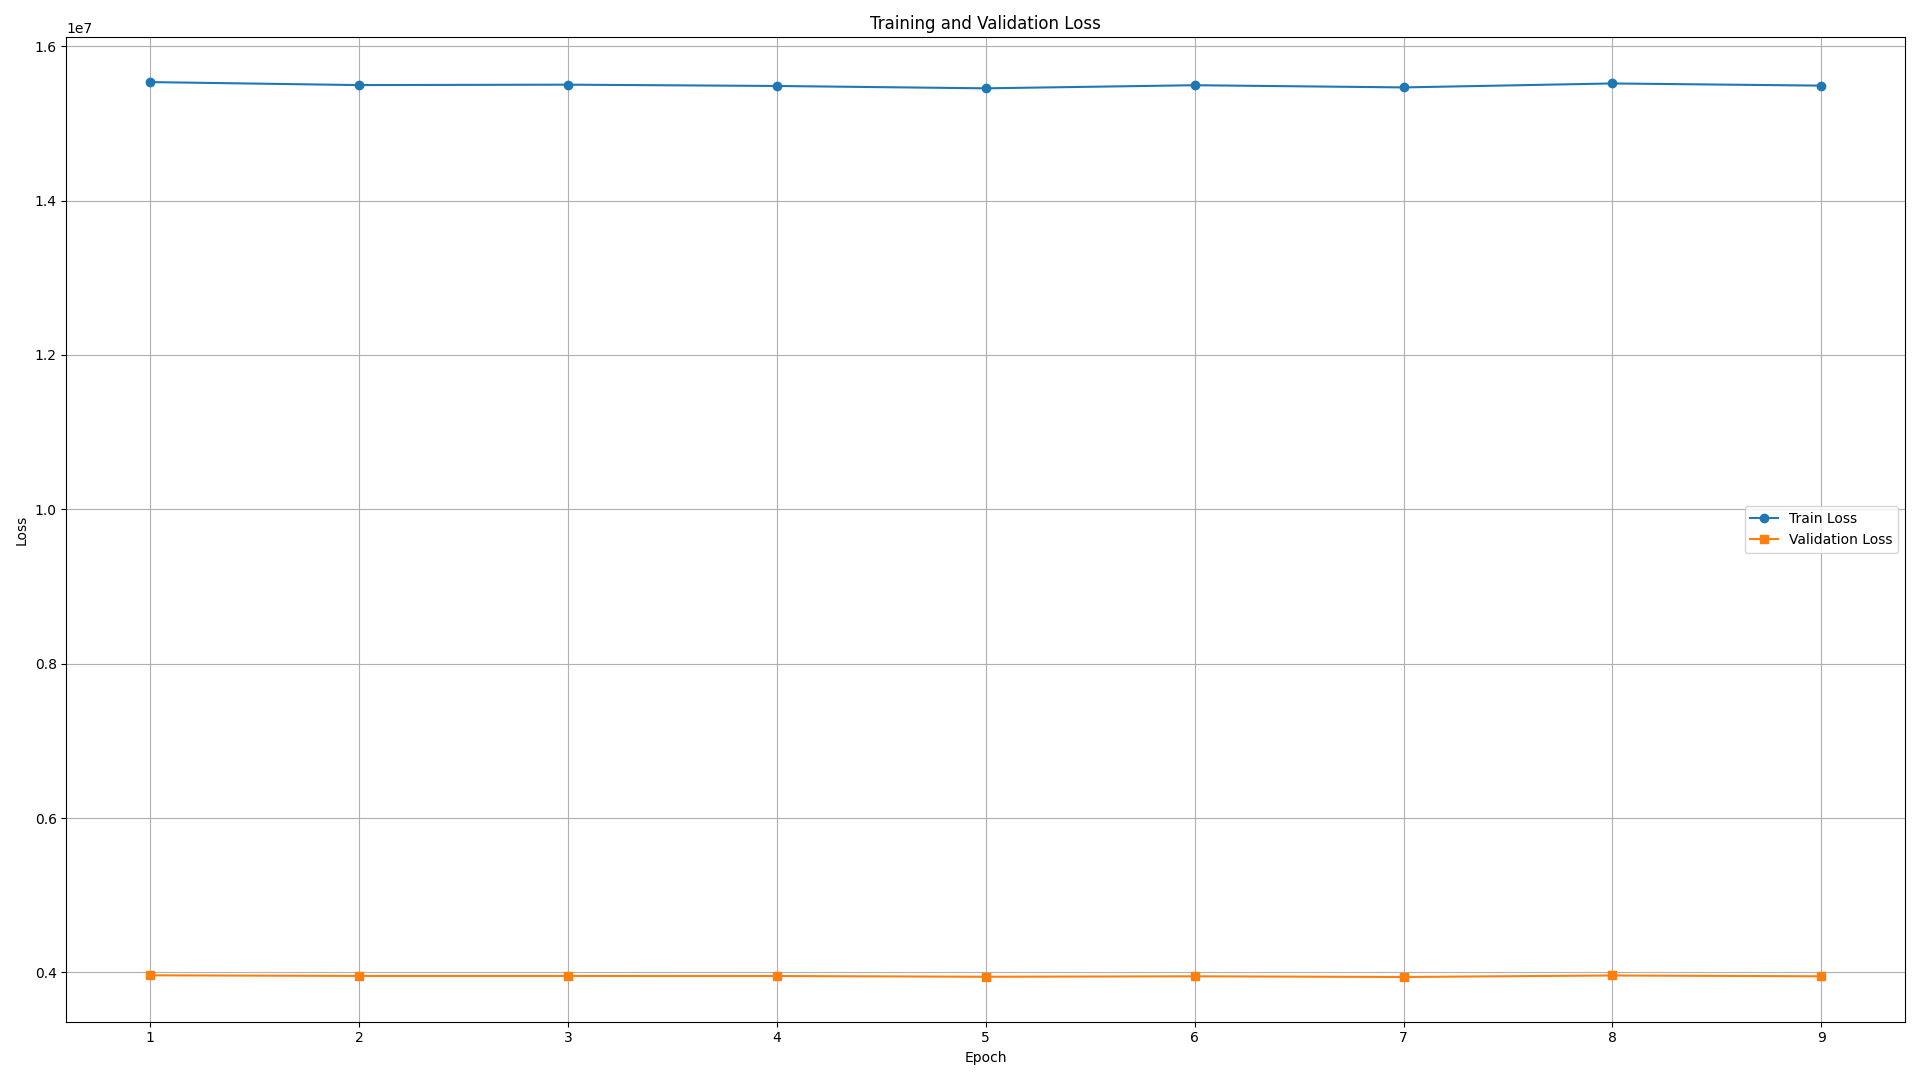 Training and Validation Loss
1e7
1.6
1.4
1.2
1.0
0.8
0.6
0.4
Loss
Train Loss
Validation Loss
1 2 3 4 5 6 7 8 9
Epoch